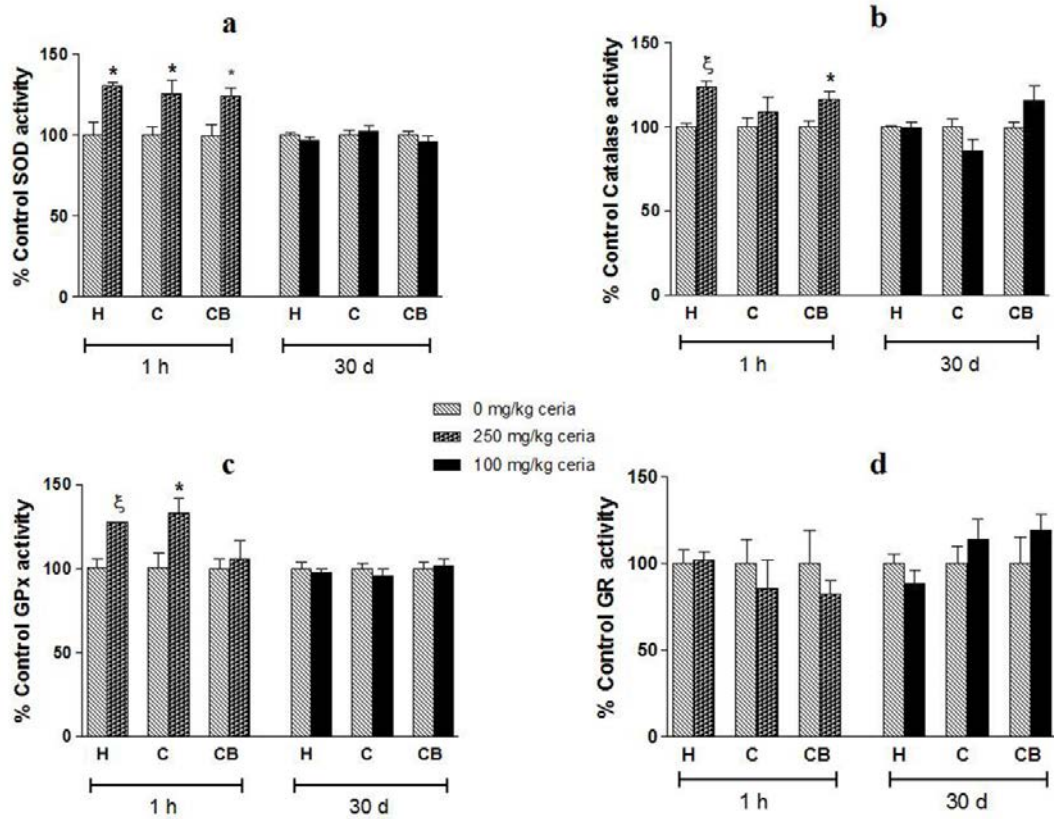 a
% Control SOD activity
150
100
50
0
* * *
H C CB H C CB
1 h 30 d
b
% Control Catalase activity
150
100
50
0
ξ *
H C CB H C CB
1 h 30 d
0 mg/kg ceria
250 mg/kg ceria
100 mg/kg ceria
c
% Control GPx activity
150
100
50
0
ξ *
H C CB H C CB
1 h 30 d
d
% Control GR activity
150
100
50
0
H C CB H C CB
1 h 30 d